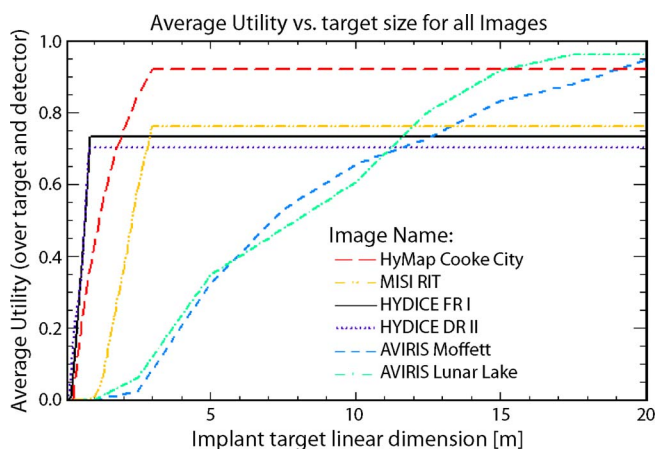 Average Utility vs. target size for all Images
Average Utility (over target and detector)
1.0
0.8
0.6
0.4
0.2
0.0
Image Name:
HyMap Cooke City
MISI RIT
HYDICE FR I
HYDICE DR II
AVIRIS Moffett
AVIRIS Lunar Lake
5
10
15
20
Implant target linear dimension [m]